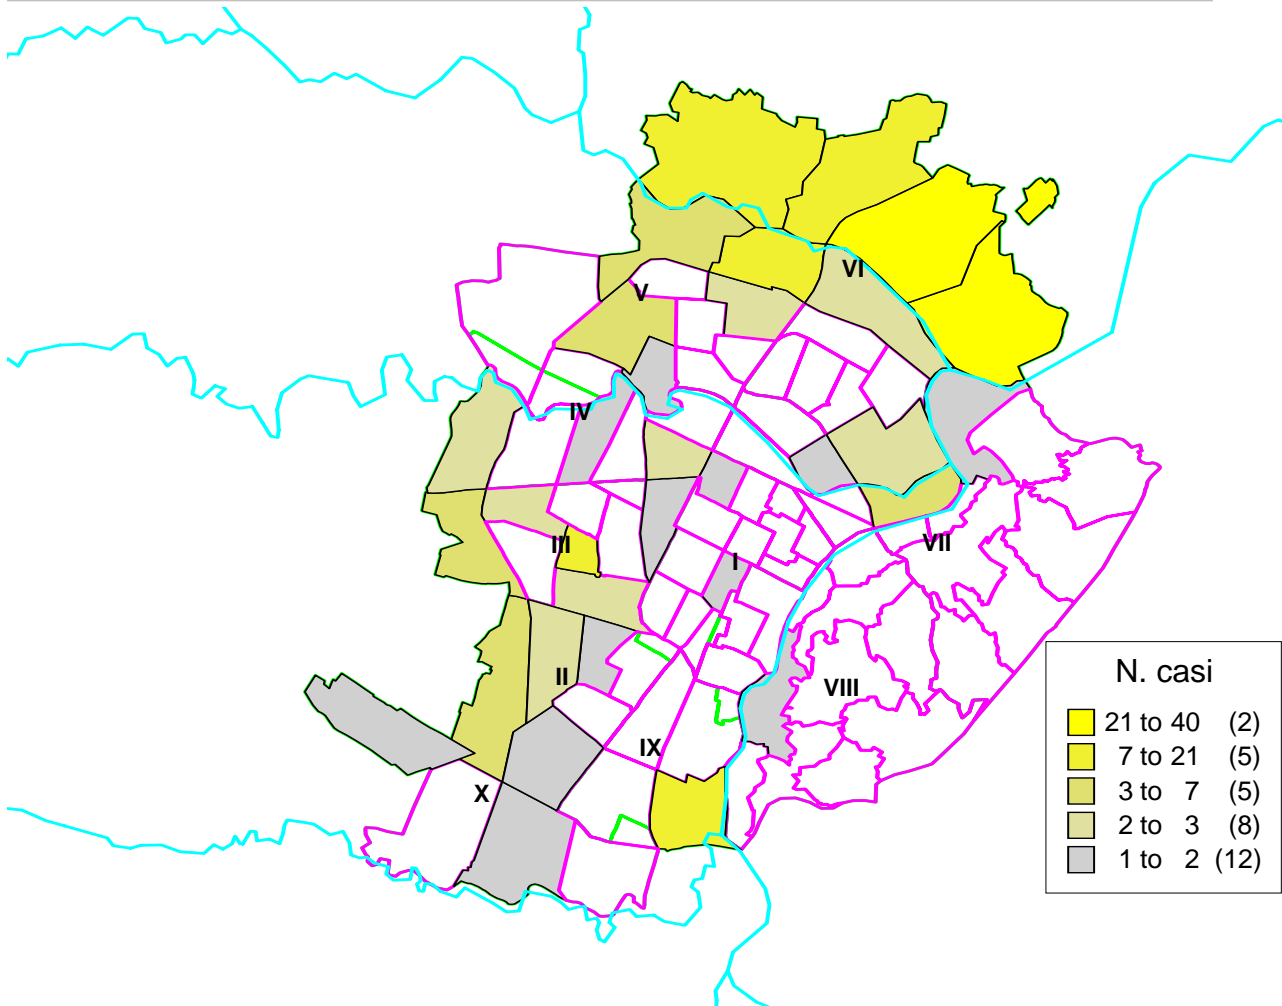 VI
V
IV
III
VII
I
II
VIII
IX
X
N. casi
21 to 40 (2)
7 to 21 (5)
3 to 7 (5)
2 to 3 (8)
1 to 2 (12)